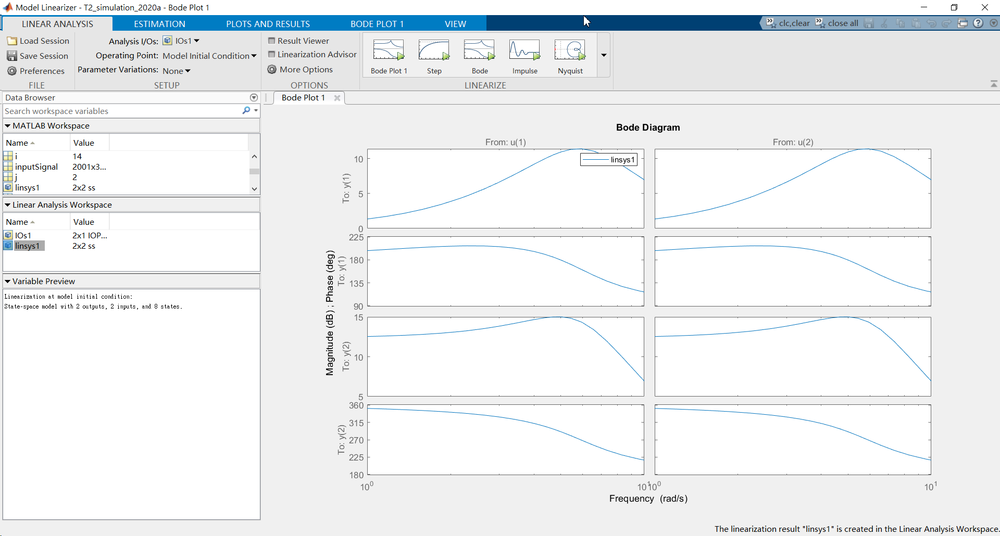 Model Linearizer - T2_simulation_2020a - Bode Plot 1
LINEAR ANALYSIS ESTIMATION PLOTS AND RESULTS BODE PLOT 1 VIEW clc,clear close all
Load Session
Save Session
Preferences
FILE
Analysis I/Os: IOs1
Operating Point: Model Initial Condition
Parameter Variations: None
SETUP
Result Viewer
Linearization Advisor
More Options
OPTIONS
Bode Plot 1 Step Bode Impulse Nyquist
LINEARIZE
Data Browser
Search workspace variables
MATLAB Workspace
Name Value
i 14
inputSignal 2001x3...
j 2
linsys1 2x2 ss
Linear Analysis Workspace
Name Value
IOs1 2x1 IOP...
linsys1 2x2 ss
Variable Preview
Linearization at model initial condition:
State-space model with 2 outputs, 2 inputs, and 8 states.
Bode Plot 1
Bode Diagram
From: u(1) From: u(2)
linsys1
Magnitude (dB) ; Phase (deg)
To: y(1)
10
5
0
To: y(1)
225
180
135
90
To: y(2)
15
10
5
To: y(2)
360
315
270
225
180
10^0 10^1 10^0 10^1
Frequency (rad/s)
The linearization result "linsys1" is created in the Linear Analysis Workspace.